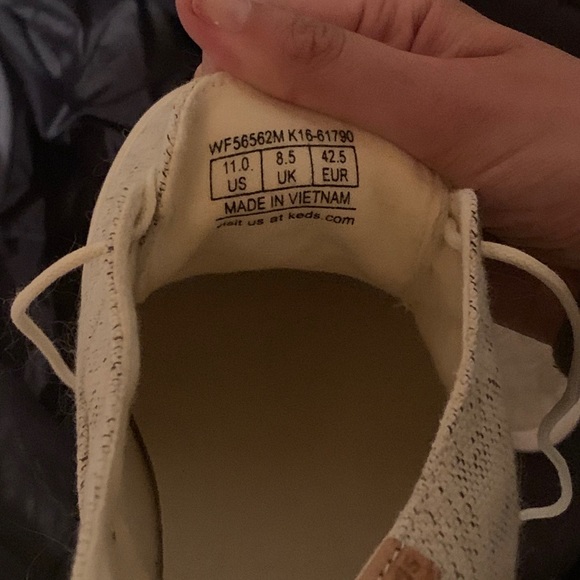 WF56562M K16-61790
11.0. 8.5 42.5
US UK EUR
MADE IN VIETNAM
visit us at keds.com